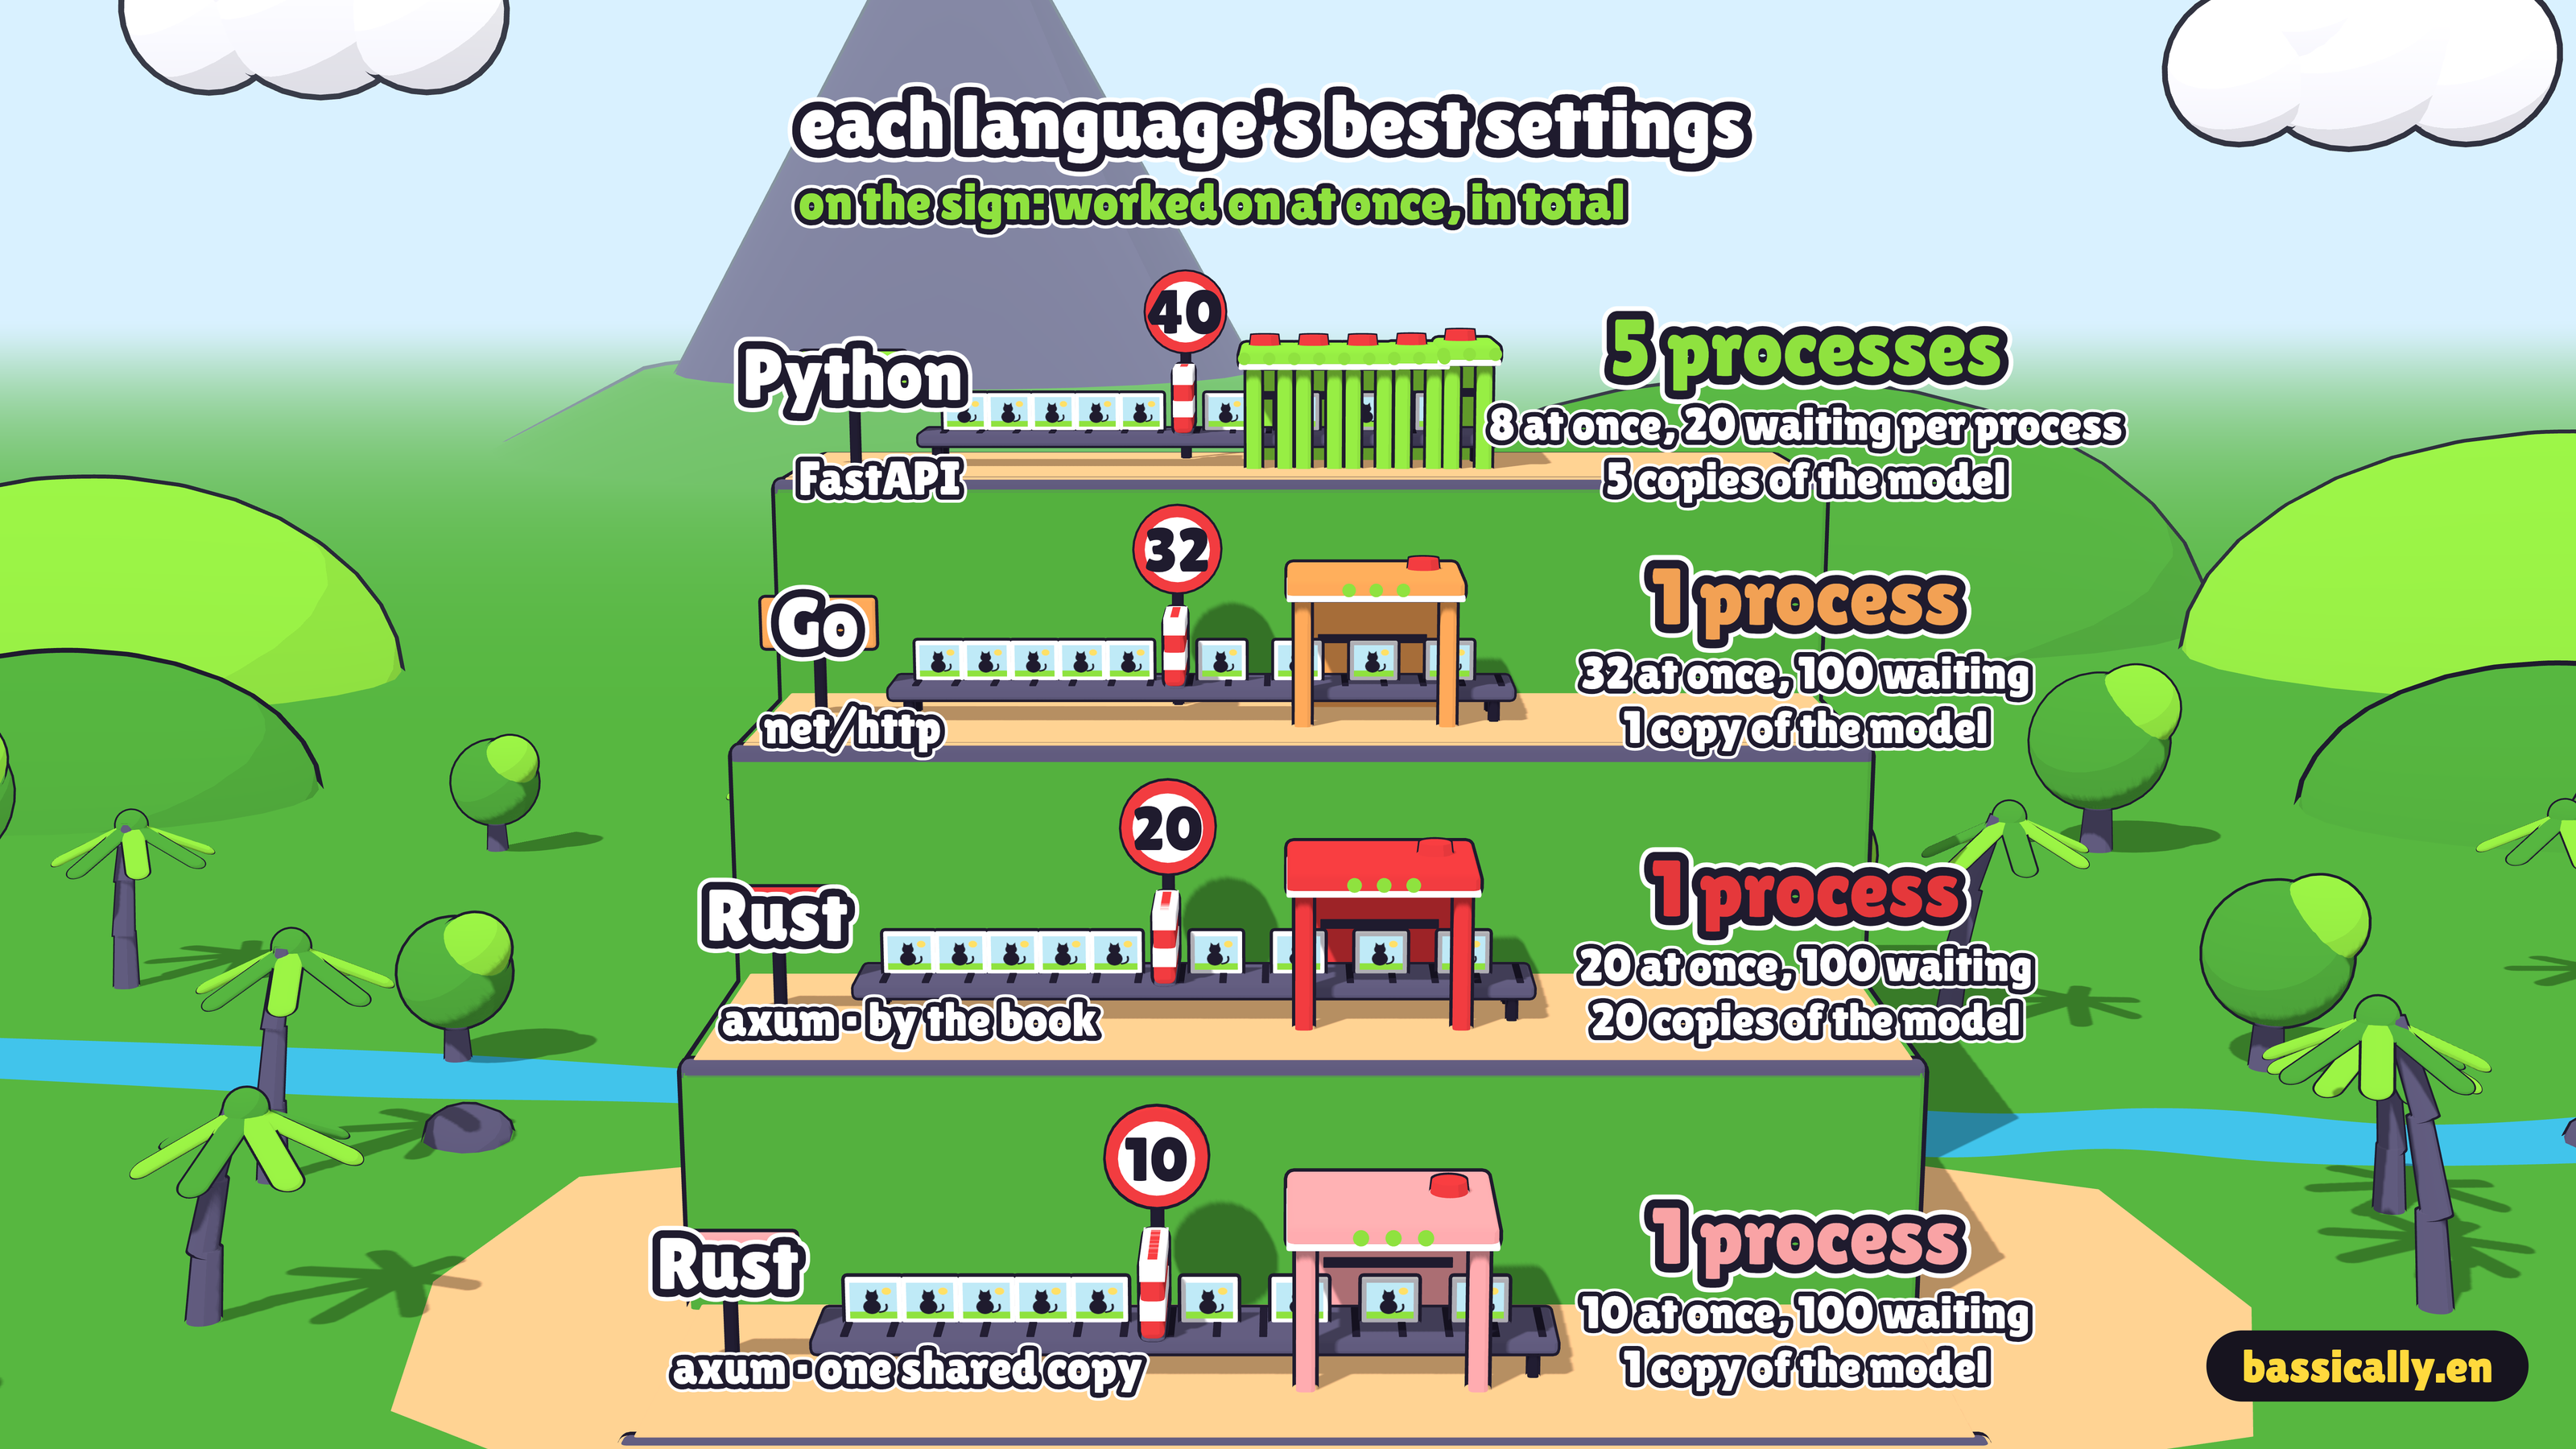 each language's best settings
on the sign: worked on at once, in total
40
Python
FastAPI
5 processes
8 at once, 20 waiting per process
5 copies of the model
32
Go
net/http
1 process
32 at once, 100 waiting
1 copy of the model
20
Rust
axum · by the book
1 process
20 at once, 100 waiting
20 copies of the model
10
Rust
axum · one shared copy
1 process
10 at once, 100 waiting
1 copy of the model
bassically.en